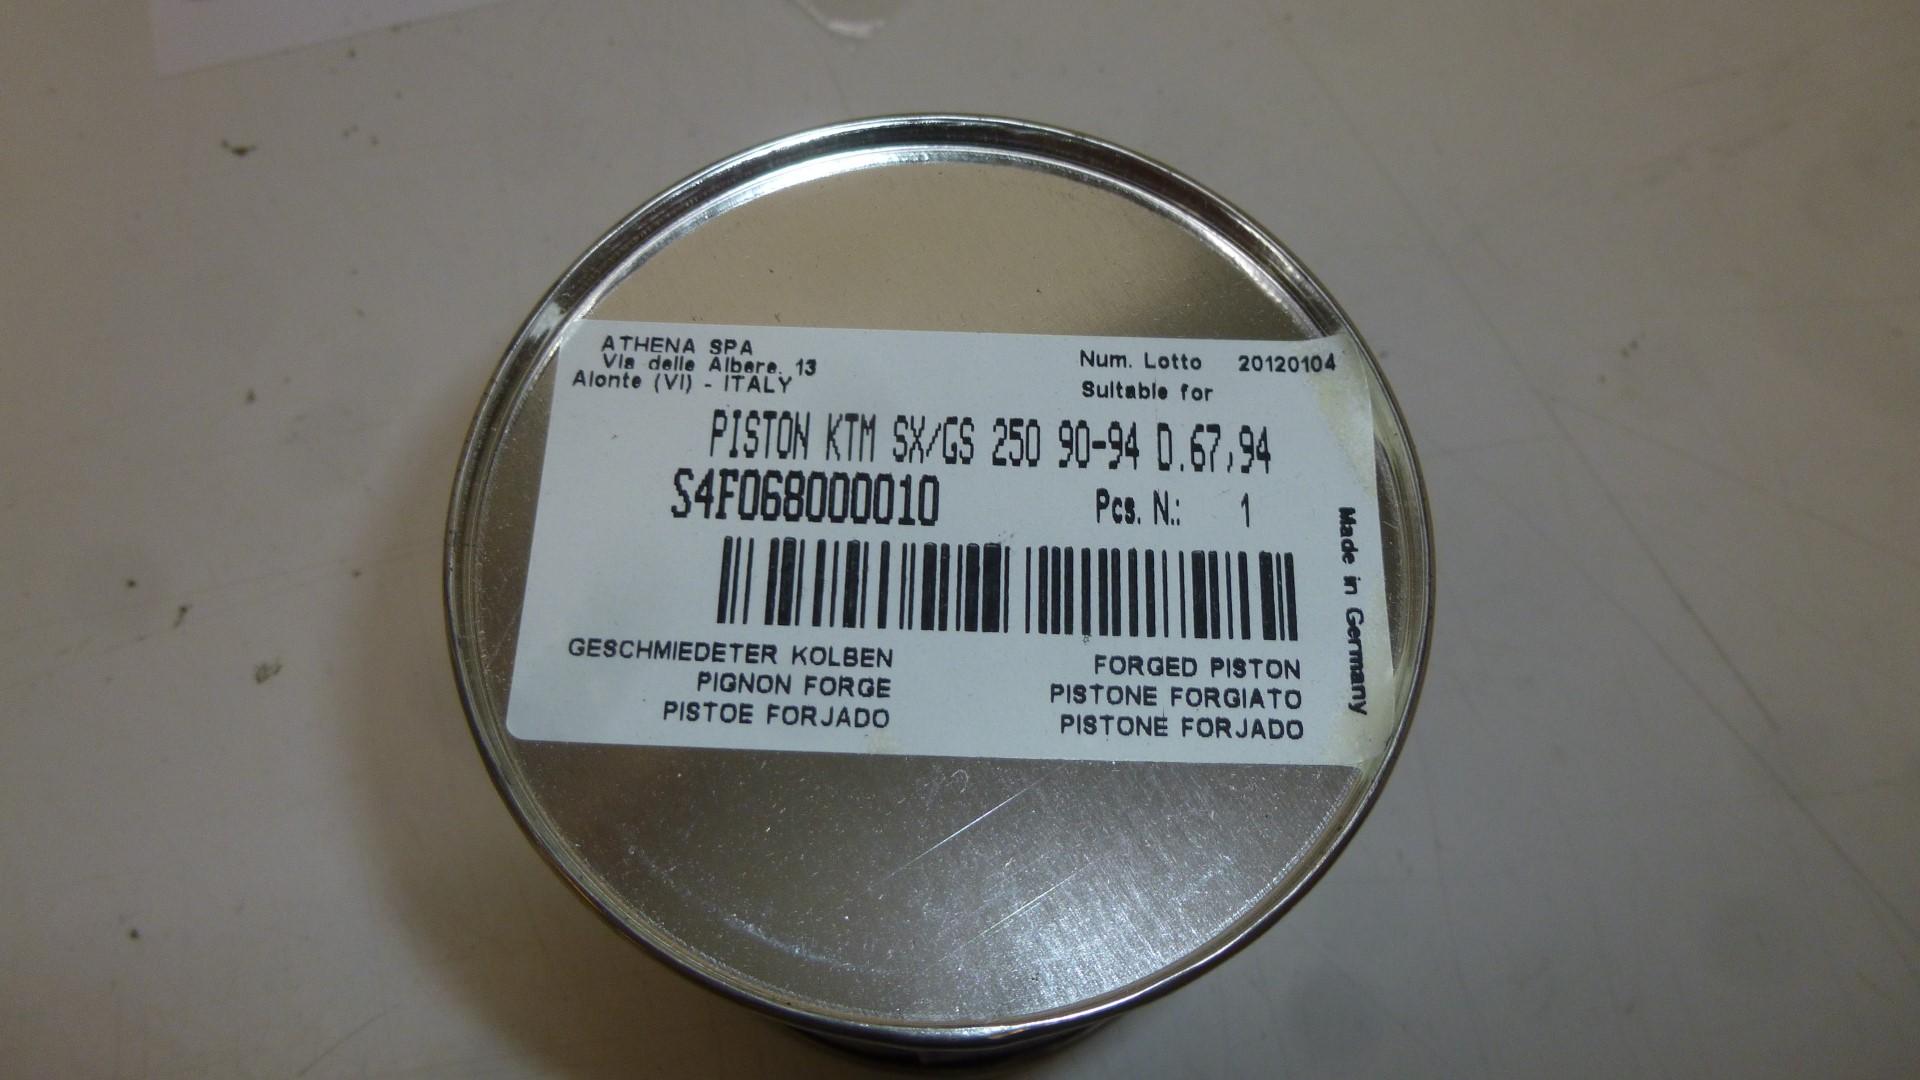 ATHENA SPA
Via delle Albere, 13
Alonte (VI) - ITALY
Num. Lotto 20120104
Suitable for
PISTON KTM SX/GS 250 90-94 D.67,94
S4F068000010 Pcs. N.: 1
Made in Germany
GESCHMIEDETER KOLBEN
PIGNON FORGE
PISTOE FORJADO
FORGED PISTON
PISTONE FORGIATO
PISTONE FORJADO